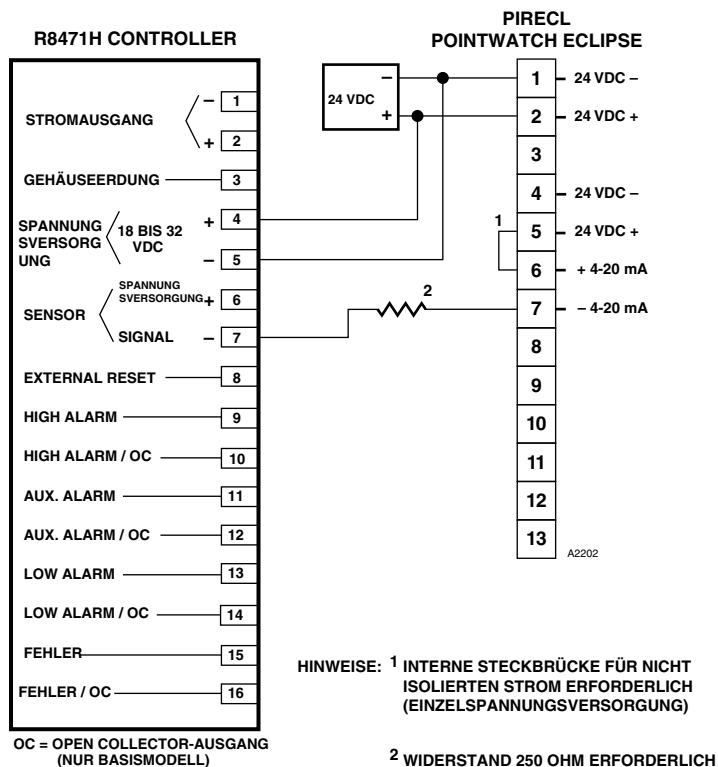 R8471H CONTROLLER
PIRECL
POINTWATCH ECLIPSE
STROMAUSGANG
– 1
+ 2
GEHÄUSEERDUNG 3
SPANNUNG
SVERSORG
UNG
18 BIS 32
VDC
+ 4
– 5
SENSOR
SPANNUNG
SVERSORGUNG + 6
SIGNAL – 7
EXTERNAL RESET 8
HIGH ALARM 9
HIGH ALARM / OC 10
AUX. ALARM 11
AUX. ALARM / OC 12
LOW ALARM 13
LOW ALARM / OC 14
FEHLER 15
FEHLER / OC 16
OC = OPEN COLLECTOR-AUSGANG
(NUR BASISMODELL)
24 VDC
–
+
2
1
1 24 VDC –
2 24 VDC +
3
4 24 VDC –
5 24 VDC +
6 + 4-20 mA
7 – 4-20 mA
8
9
10
11
12
13
A2202
HINWEISE: 1 INTERNE STECKBRÜCKE FÜR NICHT
ISOLIERTEN STROM ERFORDERLICH
(EINZELSPANNUNGSVERSORGUNG)
2 WIDERSTAND 250 OHM ERFORDERLICH